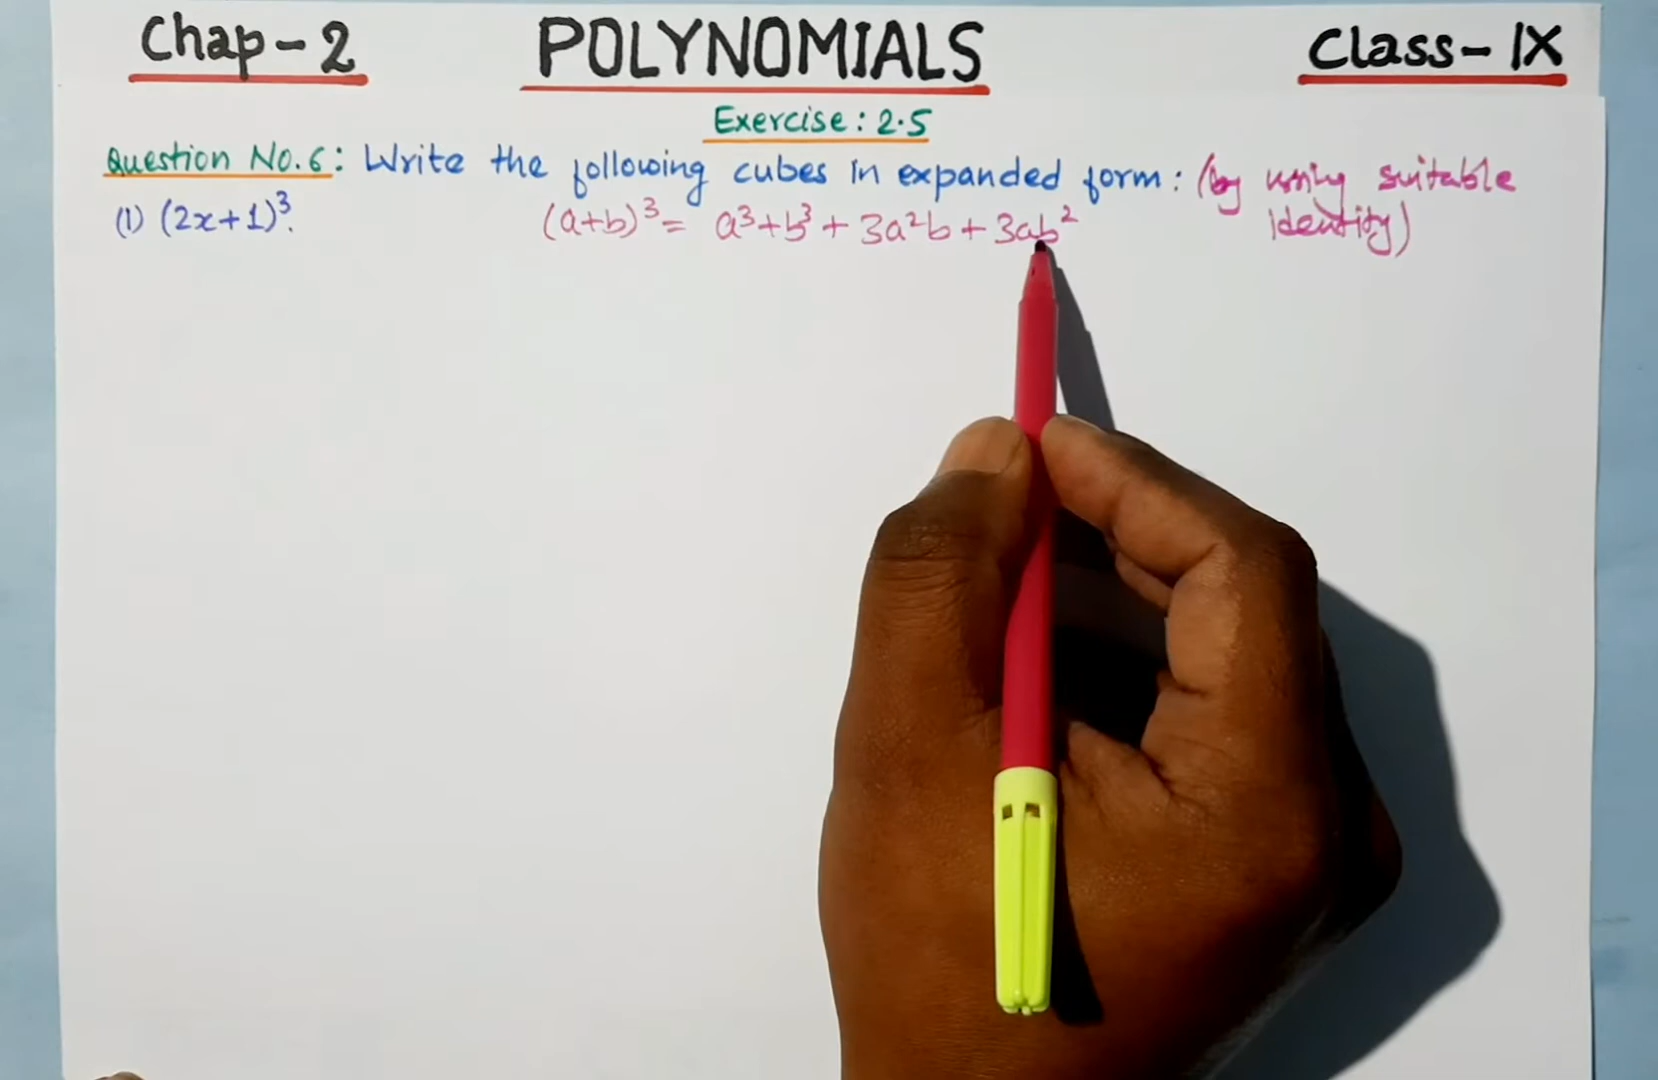 Chap-2 POLYNOMIALS Class-IX
Exercise: 2.5
Question No.6: Write the following cubes in expanded form: (by using suitable Identity)
(1) (2x+1)³. (a+b)³= a³+b³+3a²b+3ab²